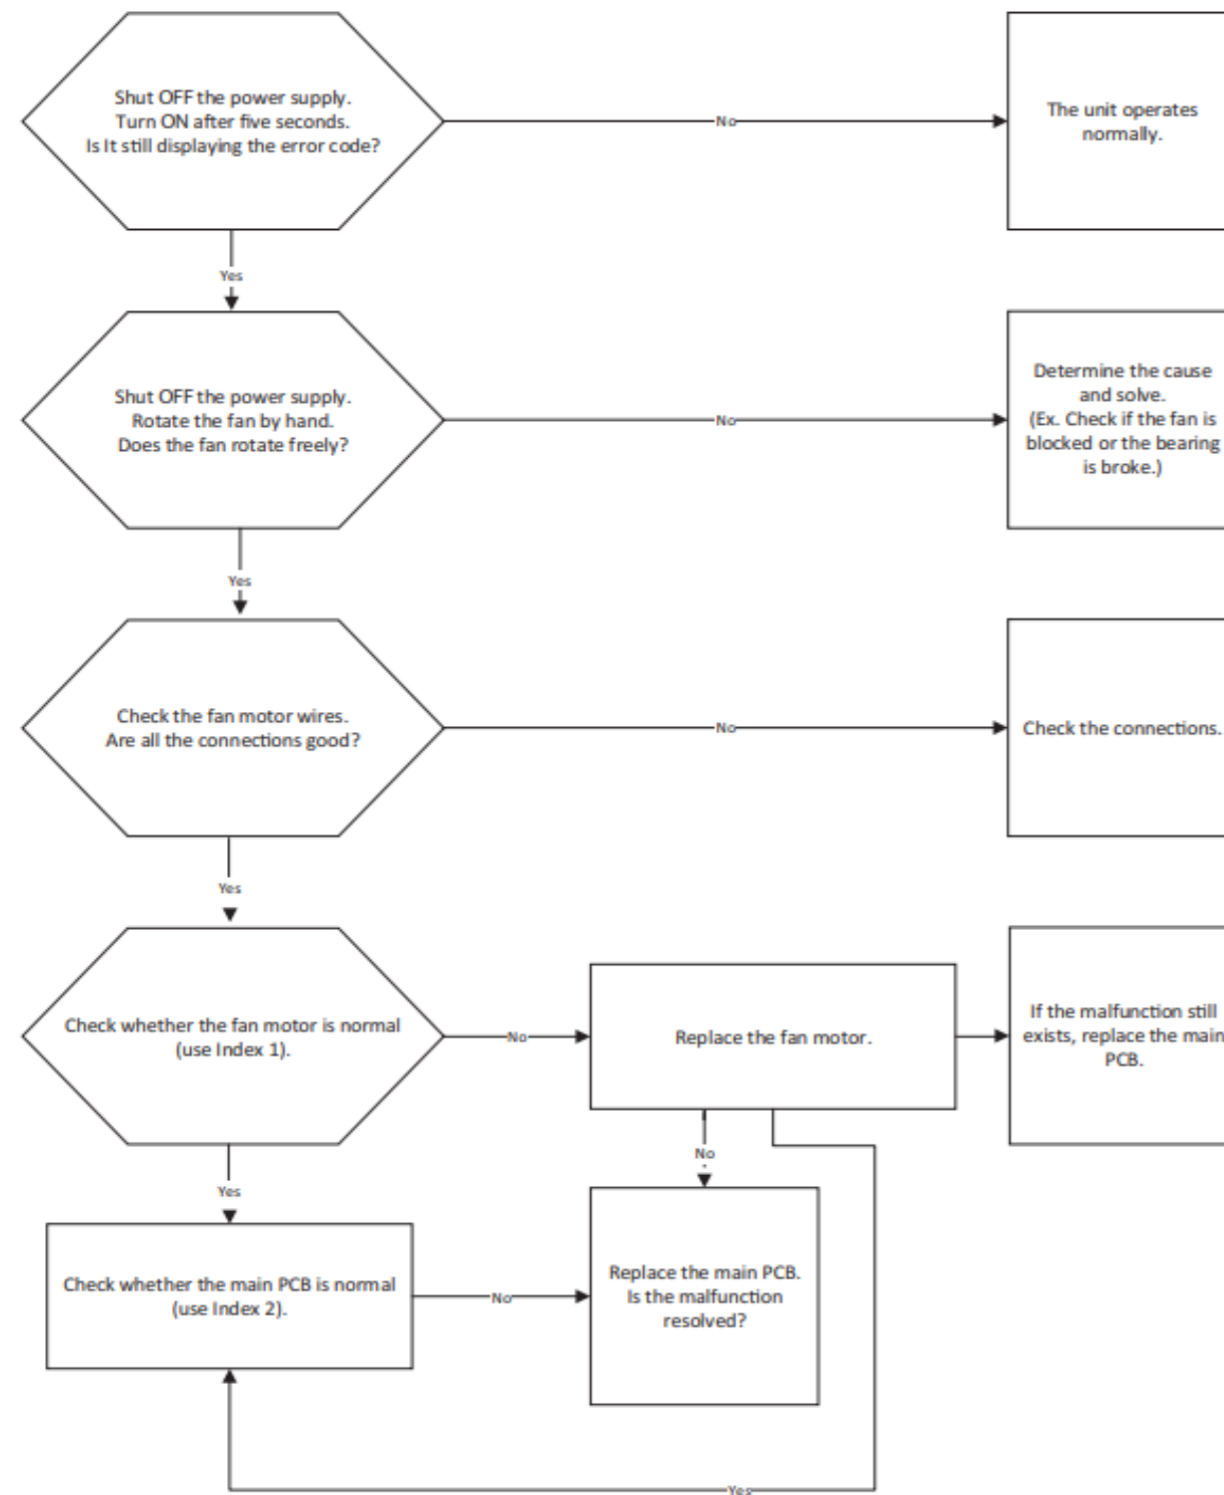 Shut OFF the power supply.
Turn ON after five seconds.
Is It still displaying the error code?
No
The unit operates
normally.
Yes
Shut OFF the power supply.
Rotate the fan by hand.
Does the fan rotate freely?
No
Determine the cause
and solve.
(Ex. Check if the fan is
blocked or the bearing
is broke.)
Yes
Check the fan motor wires.
Are all the connections good?
No
Check the connections.
Yes
Check whether the fan motor is normal
(use Index 1).
No
Replace the fan motor.
If the malfunction still
exists, replace the main
PCB.
No
Yes
Check whether the main PCB is normal
(use Index 2).
No
Replace the main PCB.
Is the malfunction
resolved?
Yes